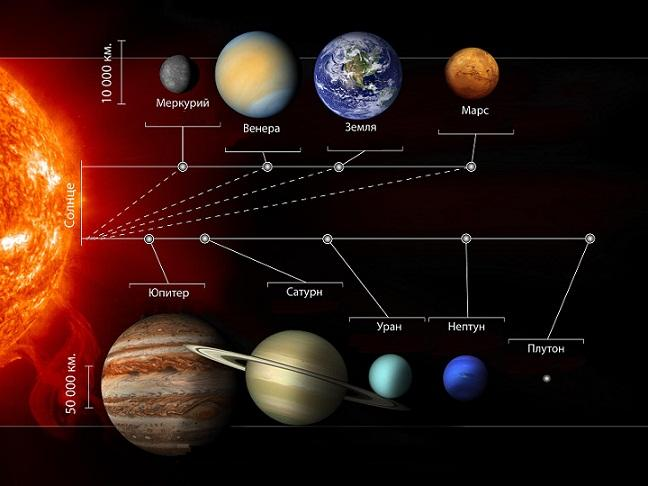 10 000 км.
Меркурий
Венера
Земля
Марс
Солнце
Юпитер
Сатурн
Уран
Нептун
Плутон
50 000 км.